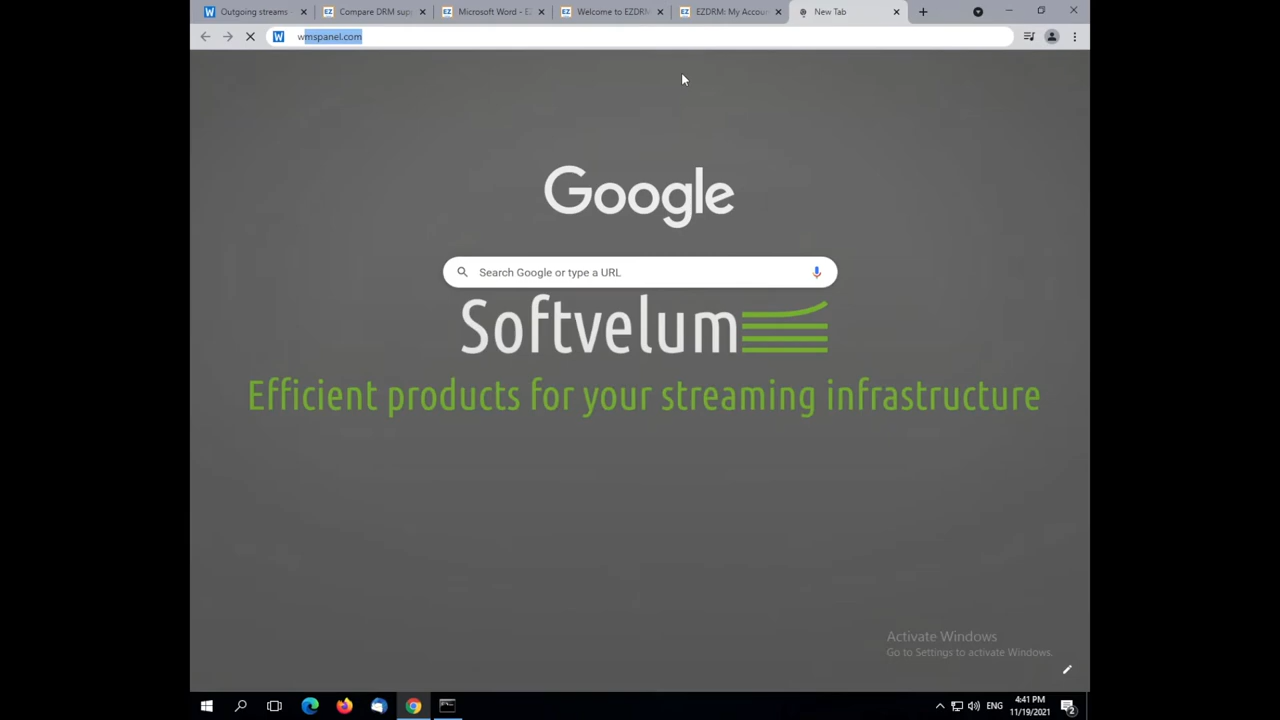 Outgoing streams
Compare DRM sup
Microsoft Word - E
Welcome to EZDRM
EZDRM: My Accou
New Tab
wmspanel.com
Google
Search Google or type a URL
Softvelum
Efficient products for your streaming infrastructure
Activate Windows
Go to Settings to activate Windows.
4:41 PM
ENG
11/19/2021
2